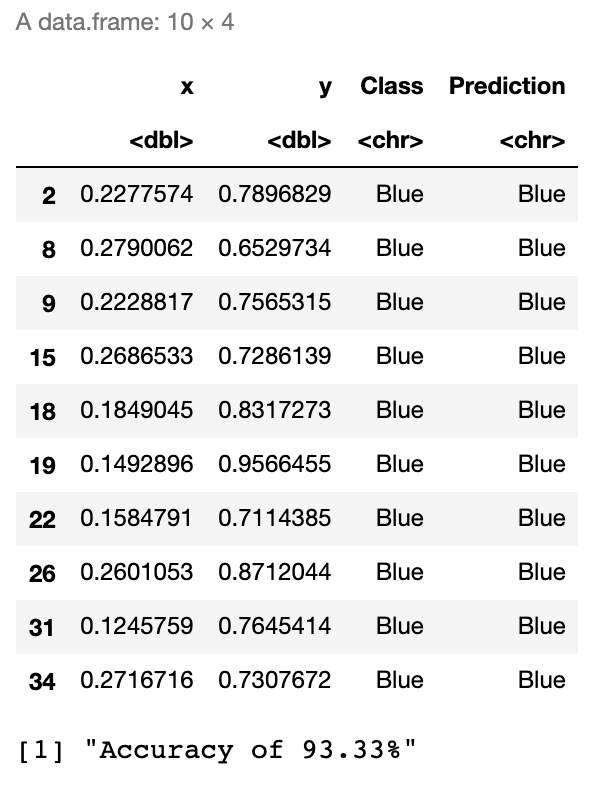 A data.frame: 10 × 4
x y Class Prediction
<dbl> <dbl> <chr> <chr>
2 0.2277574 0.7896829 Blue Blue
8 0.2790062 0.6529734 Blue Blue
9 0.2228817 0.7565315 Blue Blue
15 0.2686533 0.7286139 Blue Blue
18 0.1849045 0.8317273 Blue Blue
19 0.1492896 0.9566455 Blue Blue
22 0.1584791 0.7114385 Blue Blue
26 0.2601053 0.8712044 Blue Blue
31 0.1245759 0.7645414 Blue Blue
34 0.2716716 0.7307672 Blue Blue
[1] "Accuracy of 93.33%"